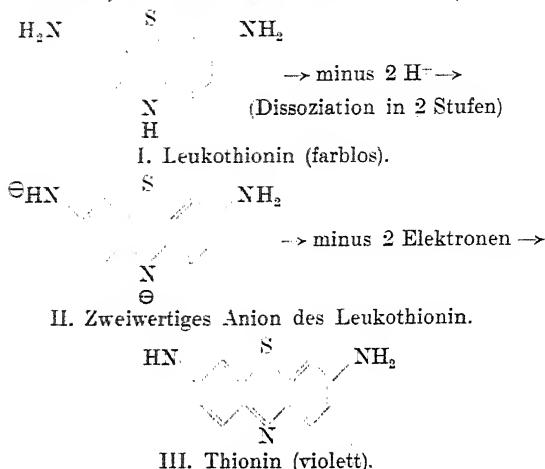 S
H₂N NH₂
→ minus 2 H⁺ →
N (Dissoziation in 2 Stufen)
H
I. Leukothionin (farblos).
S
⊖HN NH₂
→ minus 2 Elektronen →
N
⊖
II. Zweiwertiges Anion des Leukothionin.
S
HN NH₂
N
III. Thionin (violett).